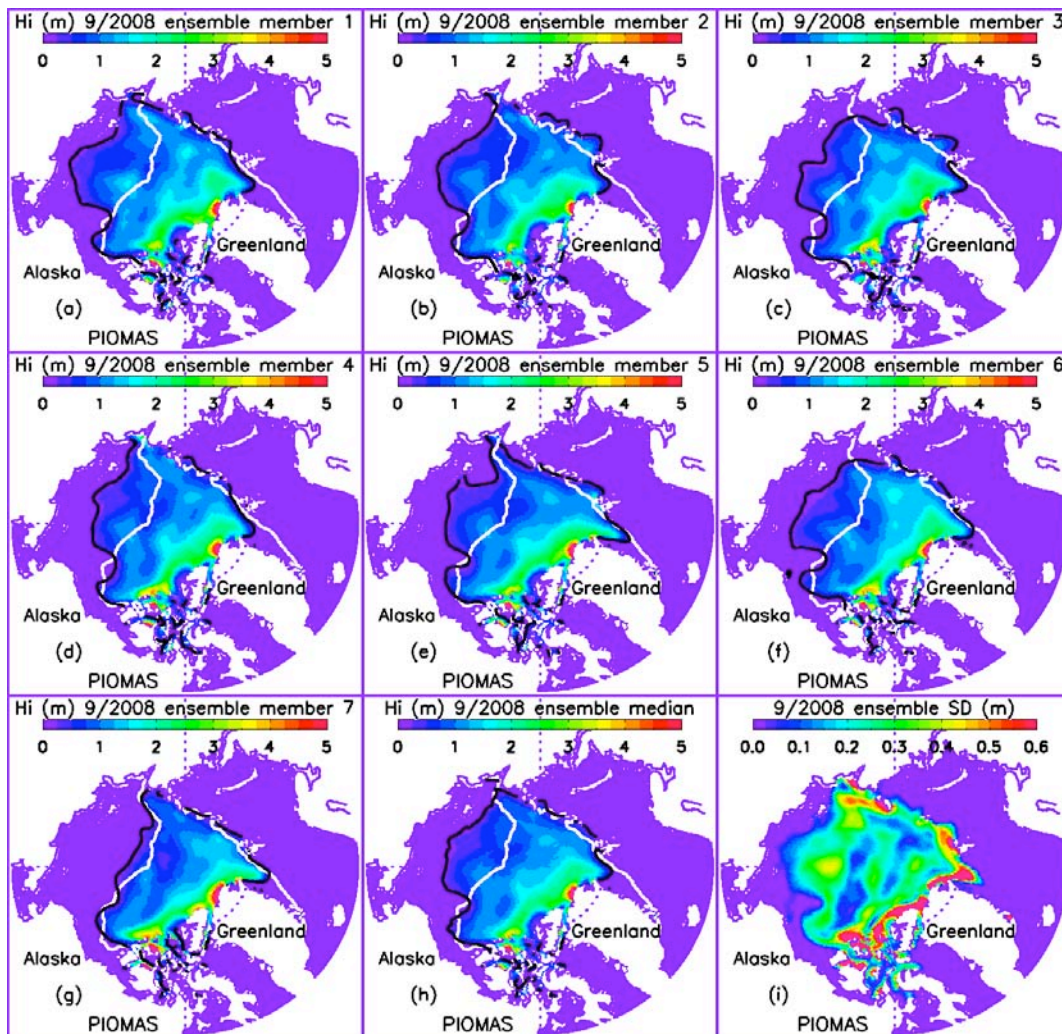 Hi (m) 9/2008 ensemble member 1
0 1 2 3 4 5
Greenland
Alaska
(a)
PIOMAS
Hi (m) 9/2008 ensemble member 2
0 1 2 3 4 5
Greenland
Alaska
(b)
PIOMAS
Hi (m) 9/2008 ensemble member 3
0 1 2 3 4 5
Greenland
Alaska
(c)
PIOMAS
Hi (m) 9/2008 ensemble member 4
0 1 2 3 4 5
Greenland
Alaska
(d)
PIOMAS
Hi (m) 9/2008 ensemble member 5
0 1 2 3 4 5
Greenland
Alaska
(e)
PIOMAS
Hi (m) 9/2008 ensemble member 6
0 1 2 3 4 5
Greenland
Alaska
(f)
PIOMAS
Hi (m) 9/2008 ensemble member 7
0 1 2 3 4 5
Greenland
Alaska
(g)
PIOMAS
Hi (m) 9/2008 ensemble median
0 1 2 3 4 5
Greenland
Alaska
(h)
PIOMAS
9/2008 ensemble SD (m)
0.0 0.1 0.2 0.3 0.4 0.5 0.6
Greenland
Alaska
(i)
PIOMAS